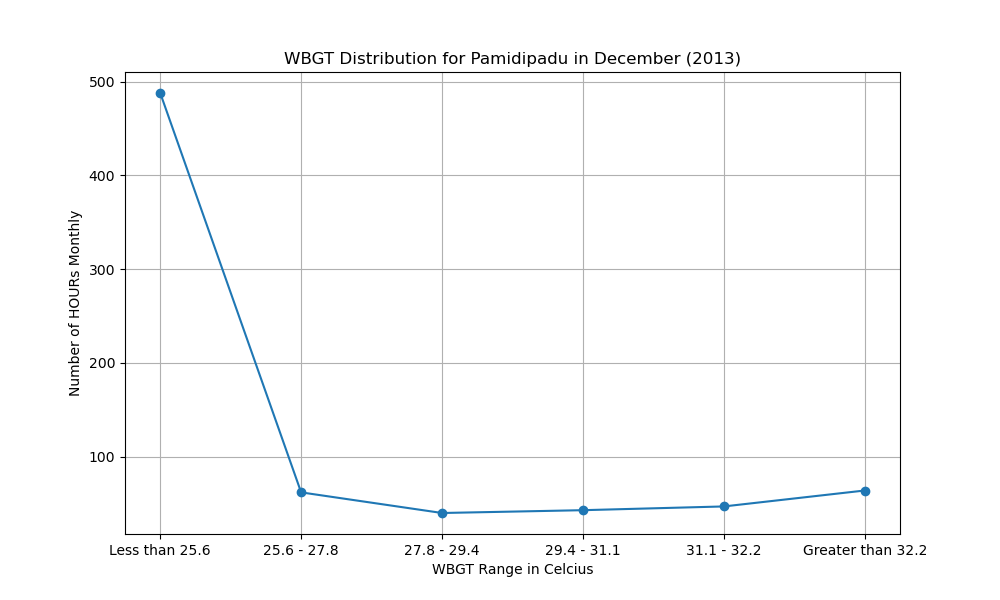 WBGT Distribution for Pamidipadu in December (2013)
Number of HOURs Monthly
500
400
300
200
100
Less than 25.6
25.6 - 27.8
27.8 - 29.4
29.4 - 31.1
31.1 - 32.2
Greater than 32.2
WBGT Range in Celcius